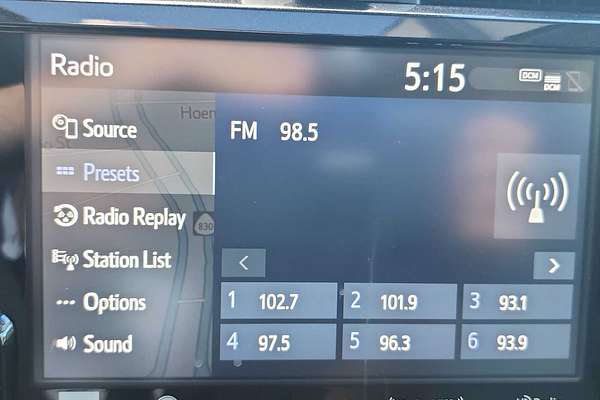 Radio
5:15
DCM
DCM
Source
Hoen
FM 98.5
Presets
Radio Replay
830
Station List
1 102.7 2 101.9 3 93.1
Options
4 97.5 5 96.3 6 93.9
Sound